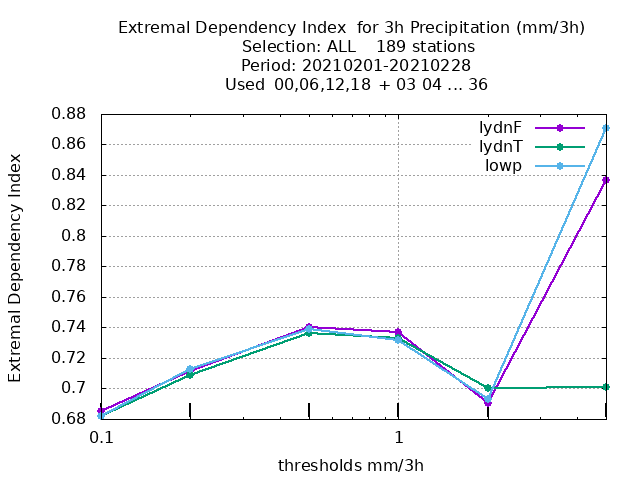 Extremal Dependency Index  for 3h Precipitation (mm/3h)
Selection: ALL    189 stations
Period: 20210201-20210228
Used  00,06,12,18  + 03 04 ... 36
Extremal Dependency Index
0.88
0.86
0.84
0.82
0.8
0.78
0.76
0.74
0.72
0.7
0.68
lydnF
lydnT
lowp
0.1
1
thresholds mm/3h